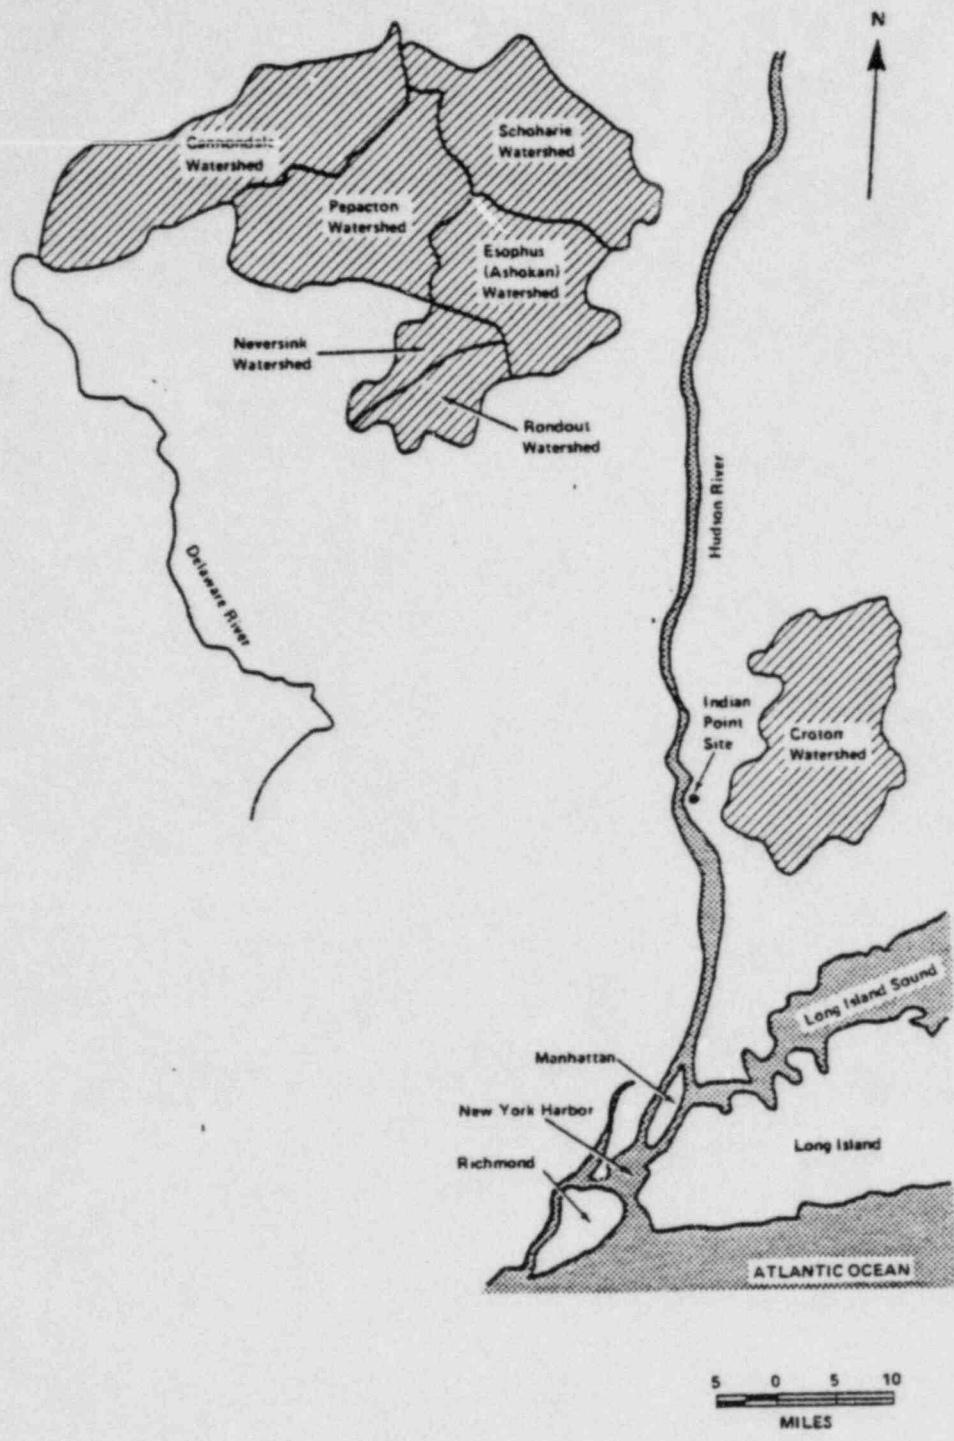 N
Cannondale
Watershed
Schoharie
Watershed
Pepacton
Watershed
Esophus
(Ashokan)
Watershed
Neversink
Watershed
Rondout
Watershed
Hudson River
Delaware River
Indian
Point
Site
Croton
Watershed
Long Island Sound
Manhattan
New York Harbor
Richmond
Long Island
ATLANTIC OCEAN
5 0 5 10
MILES